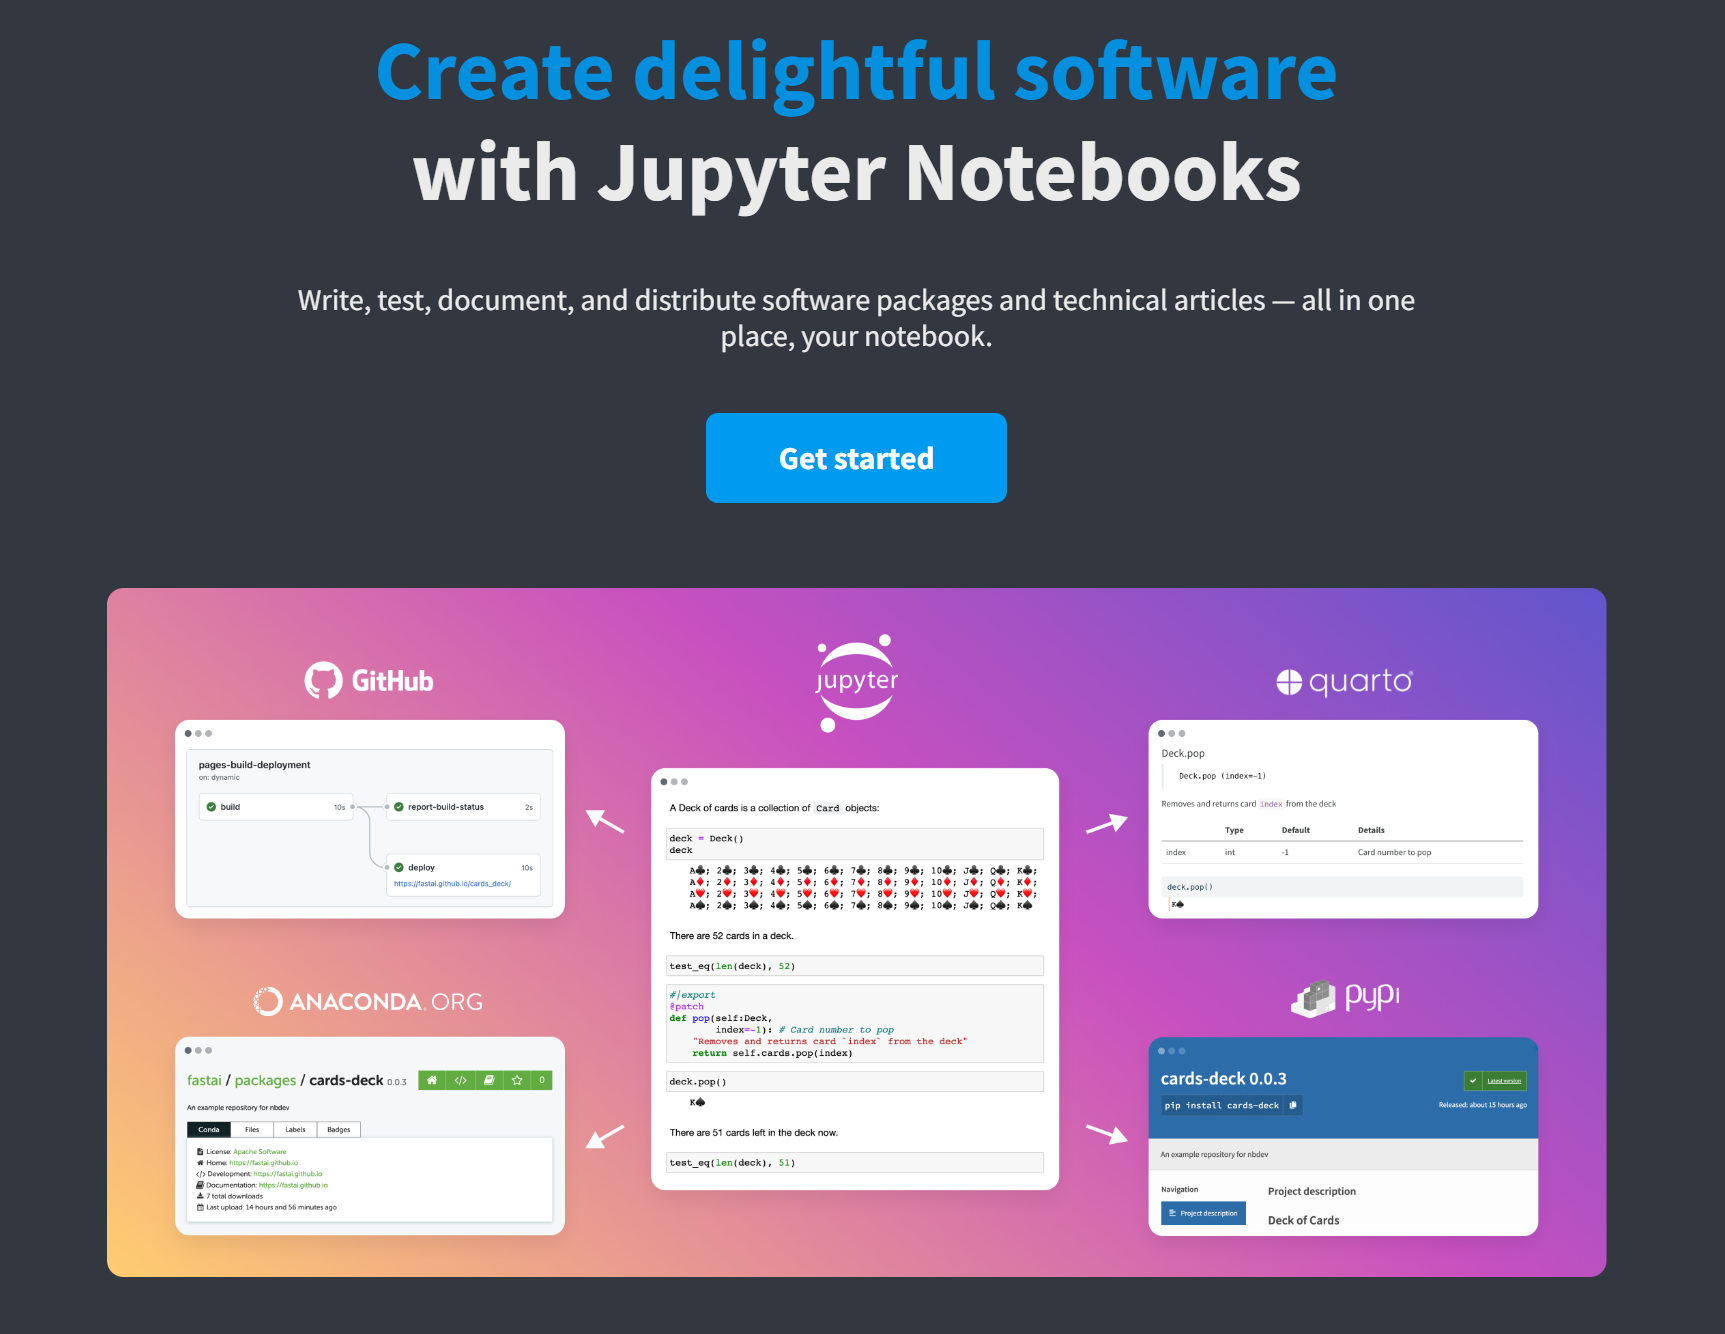 Create delightful software
with Jupyter Notebooks
Write, test, document, and distribute software packages and technical articles — all in one
place, your notebook.
Get started
GitHub
pages-build-deployment
on: dynamic
build 10s
report-build-status 2s
deploy 10s
https://fastai.github.io/cards_deck/
ANACONDA.ORG
fastai / packages / cards-deck 0.0.3
</> 0
An example repository for nbdev
Conda Files Labels Badges
License: Apache Software
Home: https://fastai.github.io
</> Development: https://fastai.github.io
Documentation: https://fastai.github.io
7 total downloads
Last upload: 14 hours and 56 minutes ago
jupyter
A Deck of cards is a collection of Card objects:
deck = Deck()
deck
A♣; 2♣; 3♣; 4♣; 5♣; 6♣; 7♣; 8♣; 9♣; 10♣; J♣; Q♣; K♣;
A♦; 2♦; 3♦; 4♦; 5♦; 6♦; 7♦; 8♦; 9♦; 10♦; J♦; Q♦; K♦;
A♥; 2♥; 3♥; 4♥; 5♥; 6♥; 7♥; 8♥; 9♥; 10♥; J♥; Q♥; K♥;
A♠; 2♠; 3♠; 4♠; 5♠; 6♠; 7♠; 8♠; 9♠; 10♠; J♠; Q♠; K♠
There are 52 cards in a deck.
test_eq(len(deck), 52)
#|export
@patch
def pop(self:Deck,
index=-1): # Card number to pop
"Removes and returns card `index` from the deck"
return self.cards.pop(index)
deck.pop()
K♠
There are 51 cards left in the deck now.
test_eq(len(deck), 51)
quarto®
Deck.pop
Deck.pop (index=-1)
Removes and returns card index from the deck
Type Default Details
index int -1 Card number to pop
deck.pop()
K♠
pypi
cards-deck 0.0.3
Latest version
pip install cards-deck
Released: about 15 hours ago
An example repository for nbdev
Navigation
Project description
Project description
Deck of Cards